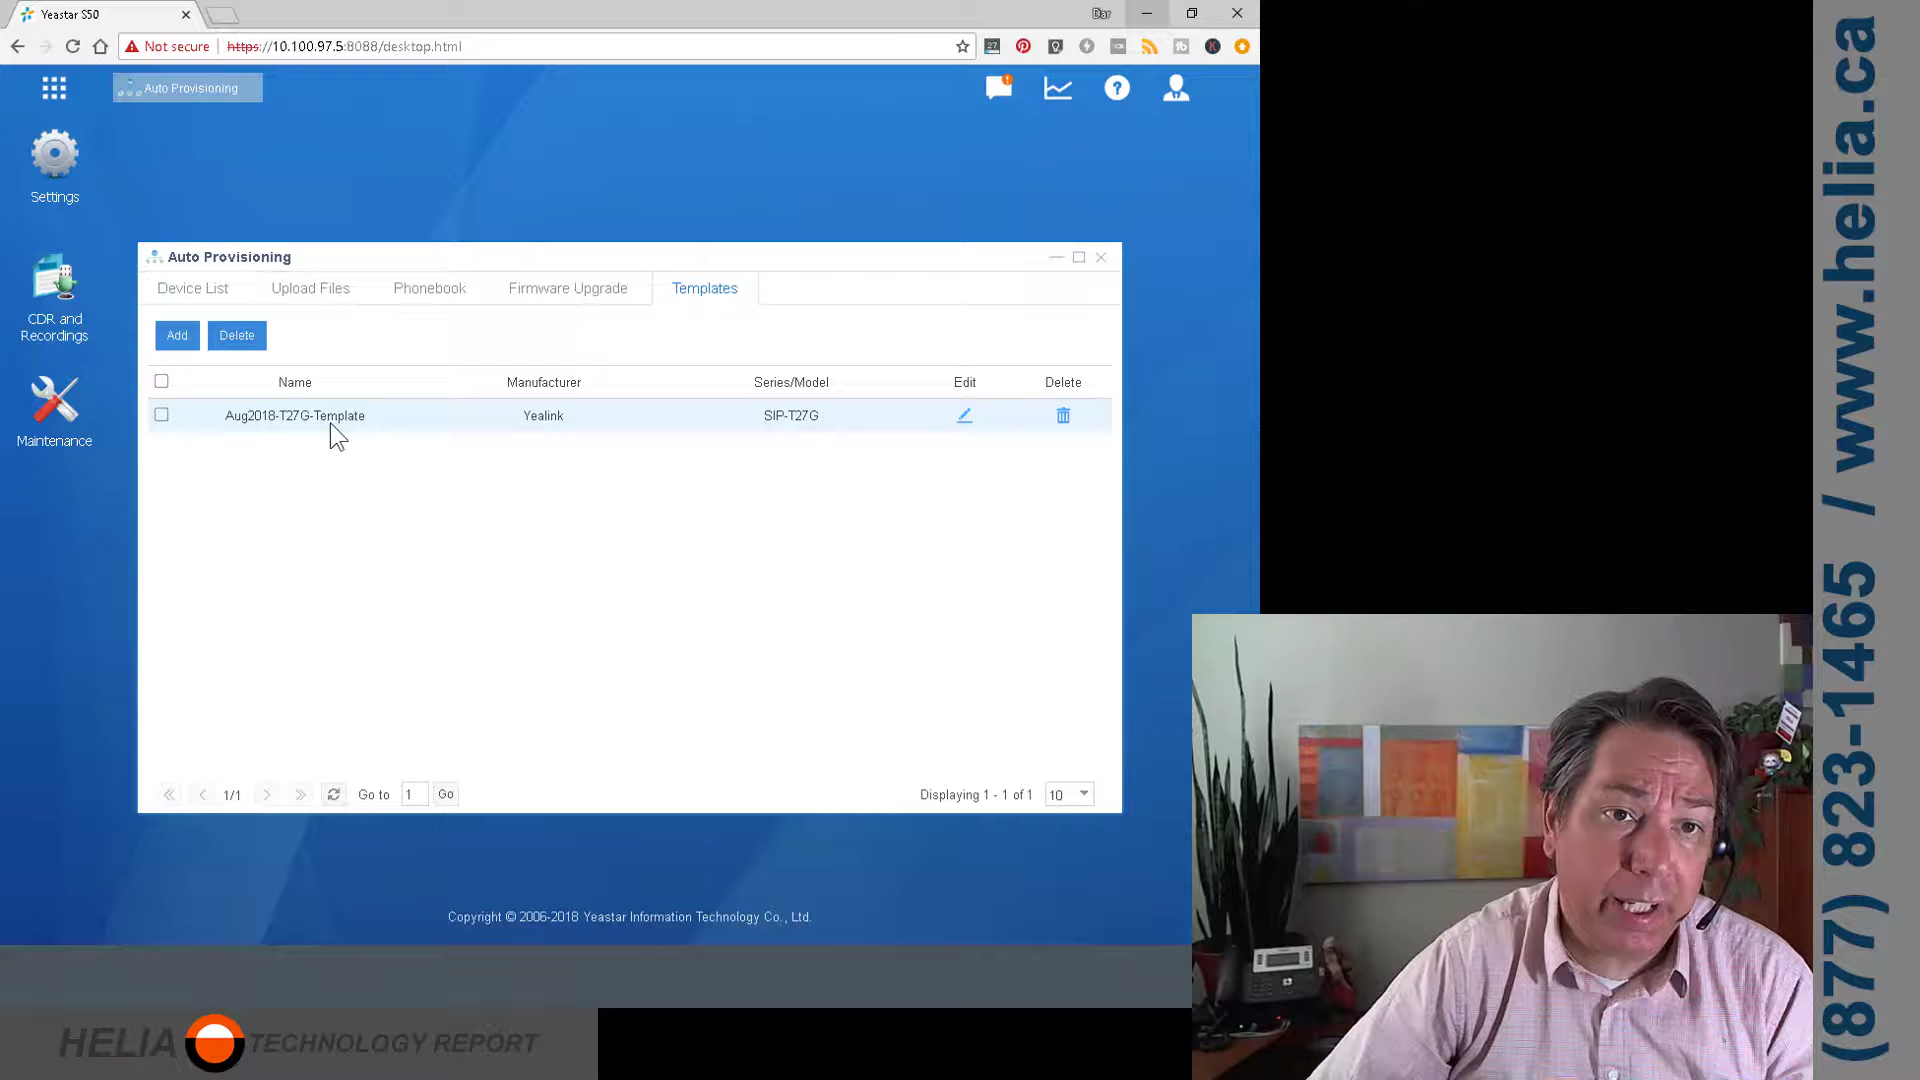 Yeastar S50
Dar
Not secure https://10.100.97.5:8088/desktop.html
27
Auto Provisioning
Settings
CDR and
Recordings
Maintenance
Auto Provisioning
Device List Upload Files Phonebook Firmware Upgrade Templates
Add Delete
Name Manufacturer Series/Model Edit Delete
Aug2018-T27G-Template Yealink SIP-T27G
1/1 Go to 1 Go Displaying 1 - 1 of 1 10
Copyright © 2006-2018 Yeastar Information Technology Co., Ltd.
HELIA TECHNOLOGY REPORT
(877) 823-1465 / www.helia.ca